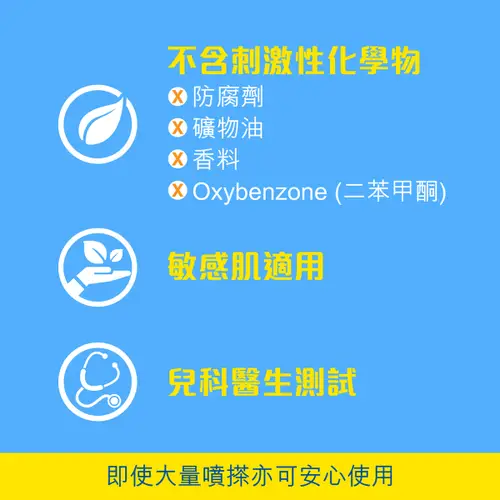 不含刺激性化學物
X 防腐劑
X 礦物油
X 香料
X Oxybenzone (二苯甲酮)
敏感肌適用
兒科醫生測試
即使大量噴搽亦可安心使用